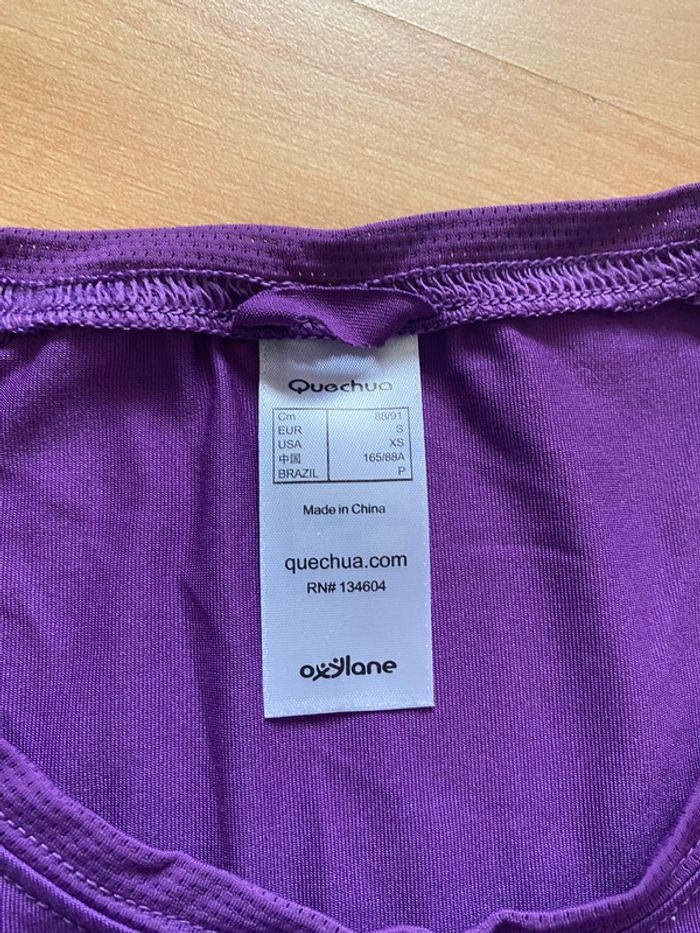 Quechua
Cm 88/91
EUR S
USA XS
中国 165/88A
BRAZIL P
Made in China
quechua.com
RN# 134604
oxylane